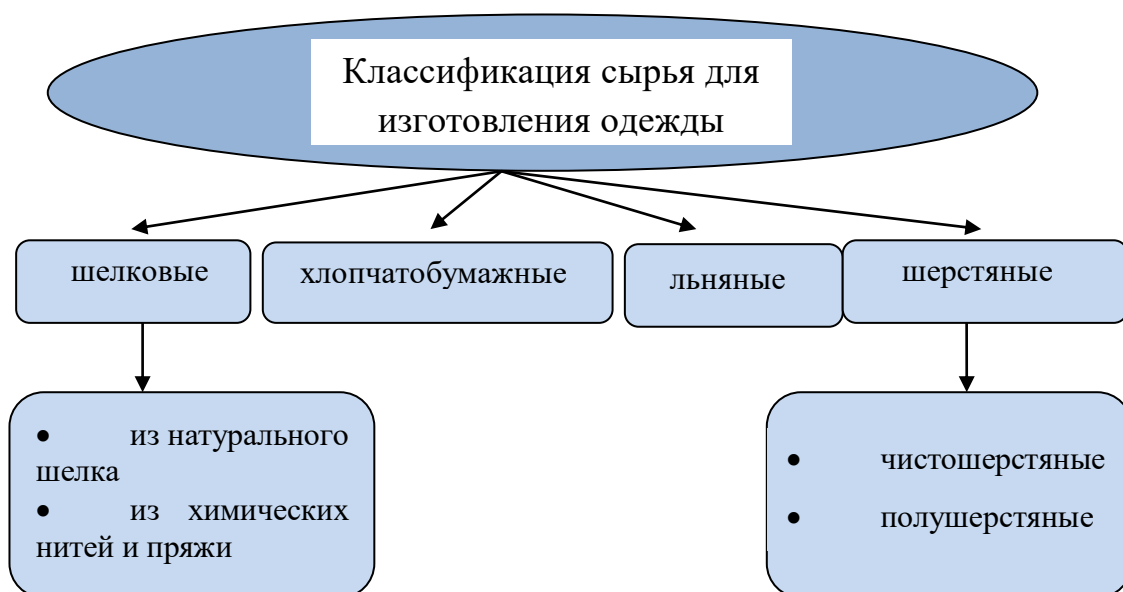 Классификация сырья для
изготовления одежды
шелковые
хлопчатобумажные
льняные
шерстяные
• из натурального
шелка
• из химических
нитей и пряжи
• чистошерстяные
• полушерстяные